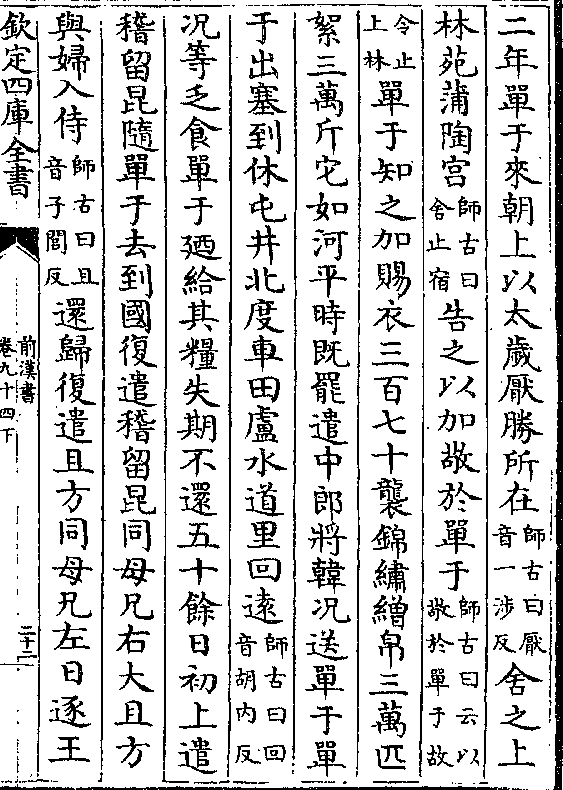 二年單于來朝上以太歲厭勝所在師古曰厭音一涉反舍之上
林苑蒲陶宫師古曰舍止宿告之以加敬於單于師古曰云以敬於單于故
令止上林單于知之加賜衣三百七十襲錦繡繒帛三萬匹
絮三萬斤它如河平時既罷遣中郎將韓况送單于單
于出塞到休屯井北度車田盧水道里回遠師古曰回音胡内反
况等乏食單于廼給其糧失期不還五十餘日初上遣
稽留昆隨單于去到國復遣稽留昆同母兄右大且方
與婦入侍師古曰且音子閭反還歸復遣且方同母兄左日逐王
欽定四庫全書
前漢書
卷九十四下
二十二